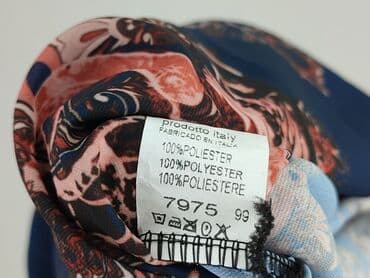 prodotto italy
FABRICADO EN ITALIA
100%POLIESTER
100%POLYESTER
100%POLIESTERE
7975 99